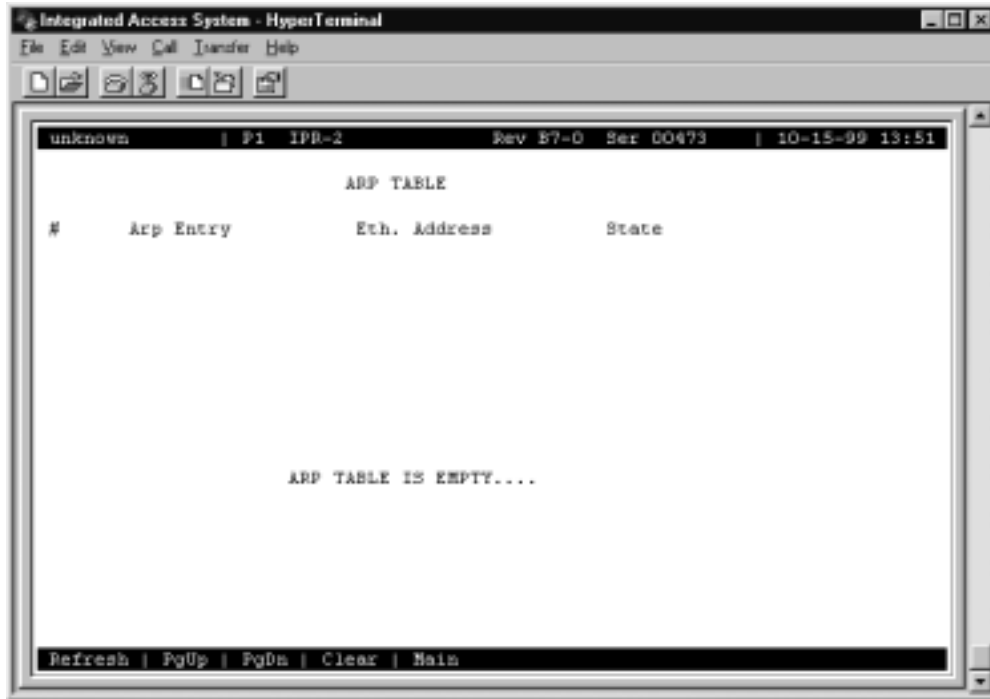 Integrated Access System - HyperTerminal
File Edit View Call Transfer Help
unknown | P1 IPR-2 Rev B7-0 Ser 00473 | 10-15-99 13:51
ARP TABLE
# Arp Entry Eth. Address State
ARP TABLE IS EMPTY....
Refresh | PgUp | PgDn | Clear | Main